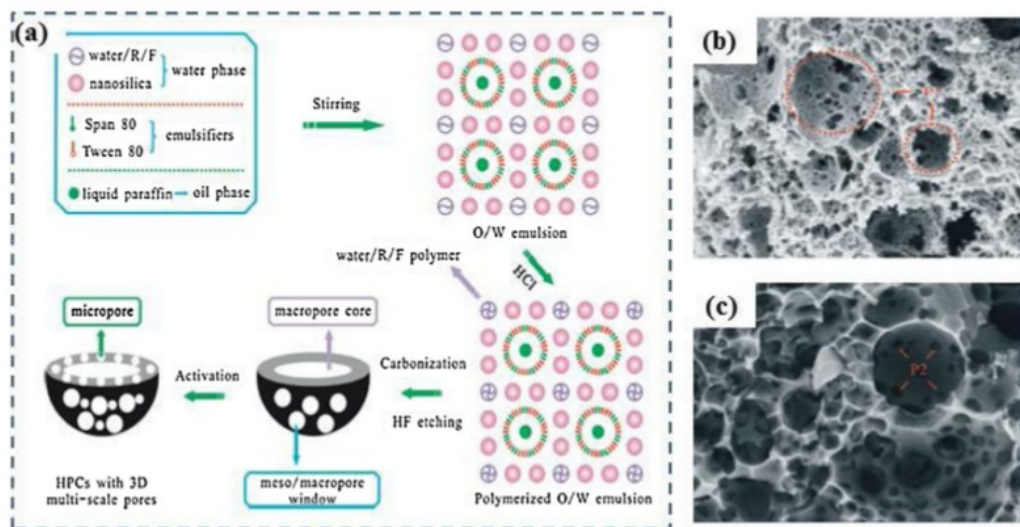 (a)
water/R/F
nanosilica
water phase
Span 80
Tween 80
emulsifiers
liquid paraffin
oil phase
Stirring
O/W emulsion
HCl
water/R/F polymer
Polymerized O/W emulsion
Carbonization
HF etching
macropore core
meso/macropore
window
Activation
micropore
HPCs with 3D
multi-scale pores
(b)
(c)
P2